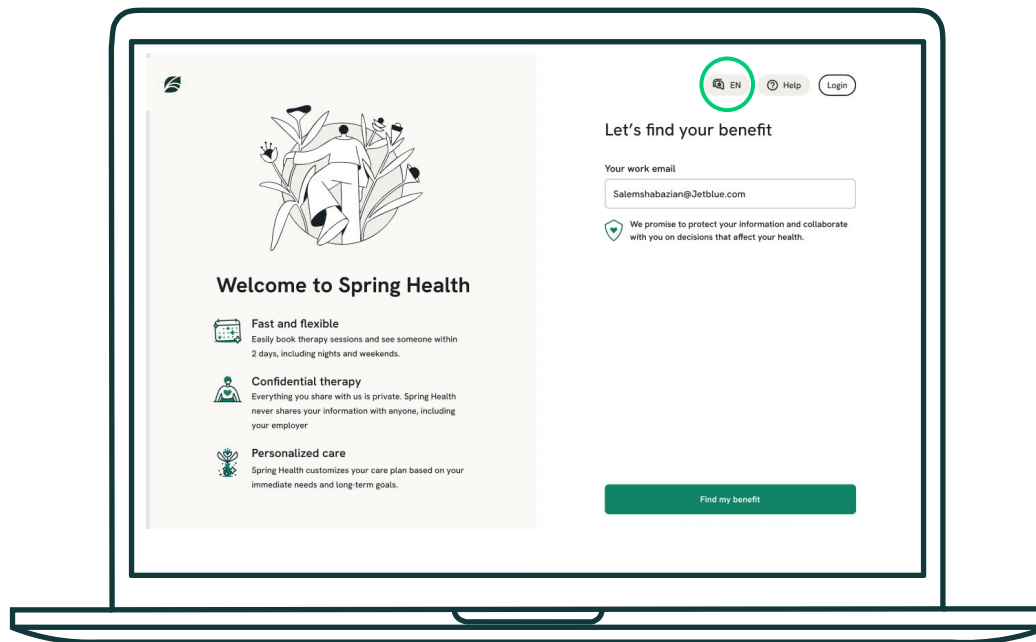 EN
Help
Login
Let's find your benefit
Your work email
Salemshabazian@Jetblue.com
We promise to protect your information and collaborate
with you on decisions that affect your health.
Welcome to Spring Health
Fast and flexible
Easily book therapy sessions and see someone within
2 days, including nights and weekends.
Confidential therapy
Everything you share with us is private. Spring Health
never shares your information with anyone, including
your employer
Personalized care
Spring Health customizes your care plan based on your
immediate needs and long-term goals.
Find my benefit